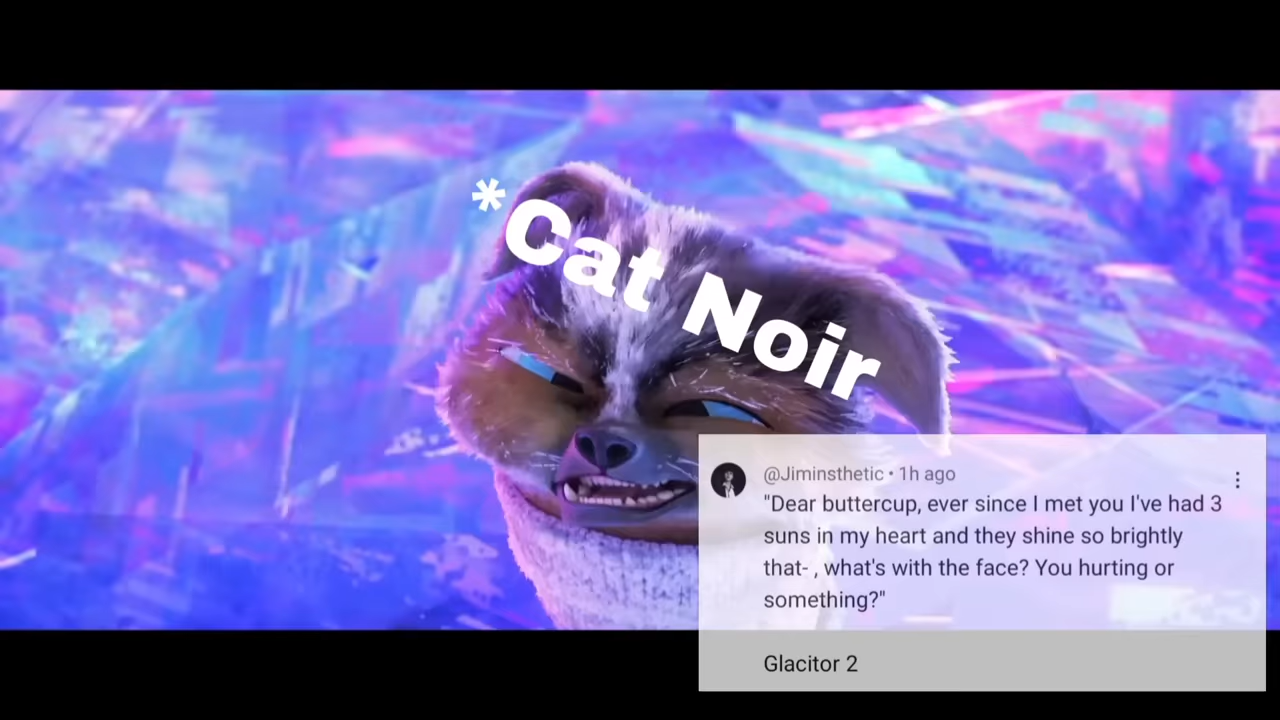 *Cat Noir
@Jiminsthetic • 1h ago
"Dear buttercup, ever since I met you I've had 3
suns in my heart and they shine so brightly
that- , what's with the face? You hurting or
something?"
Glacitor 2